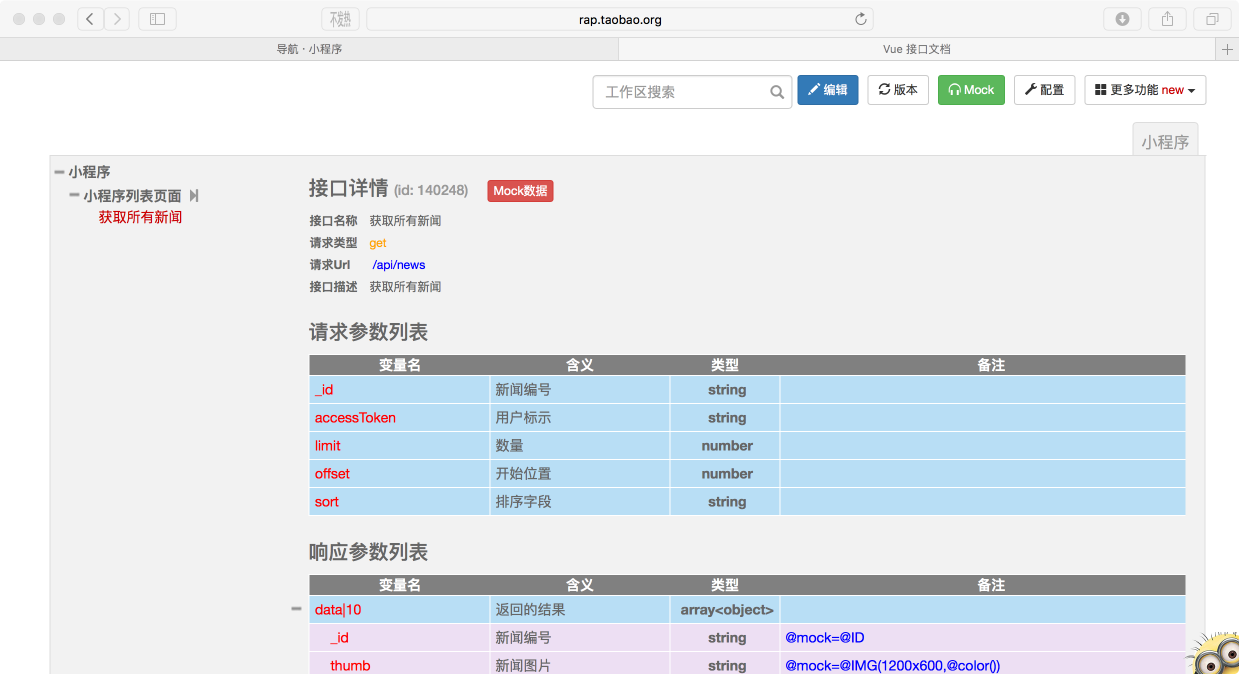 不转 rap.taobao.org
导航 · 小程序 Vue 接口文档
工作区搜索 编辑 版本 Mock 配置 更多功能 new
小程序
小程序
小程序列表页面
获取所有新闻
接口详情 (id: 140248) Mock数据
接口名称 获取所有新闻
请求类型 get
请求Url /api/news
接口描述 获取所有新闻
请求参数列表
变量名 含义 类型 备注
_id 新闻编号 string
accessToken 用户标示 string
limit 数量 number
offset 开始位置 number
sort 排序字段 string
响应参数列表
变量名 含义 类型 备注
data|10 返回的结果 array<object>
_id 新闻编号 string @mock=@ID
thumb 新闻图片 string @mock=@IMG(1200x600,@color())